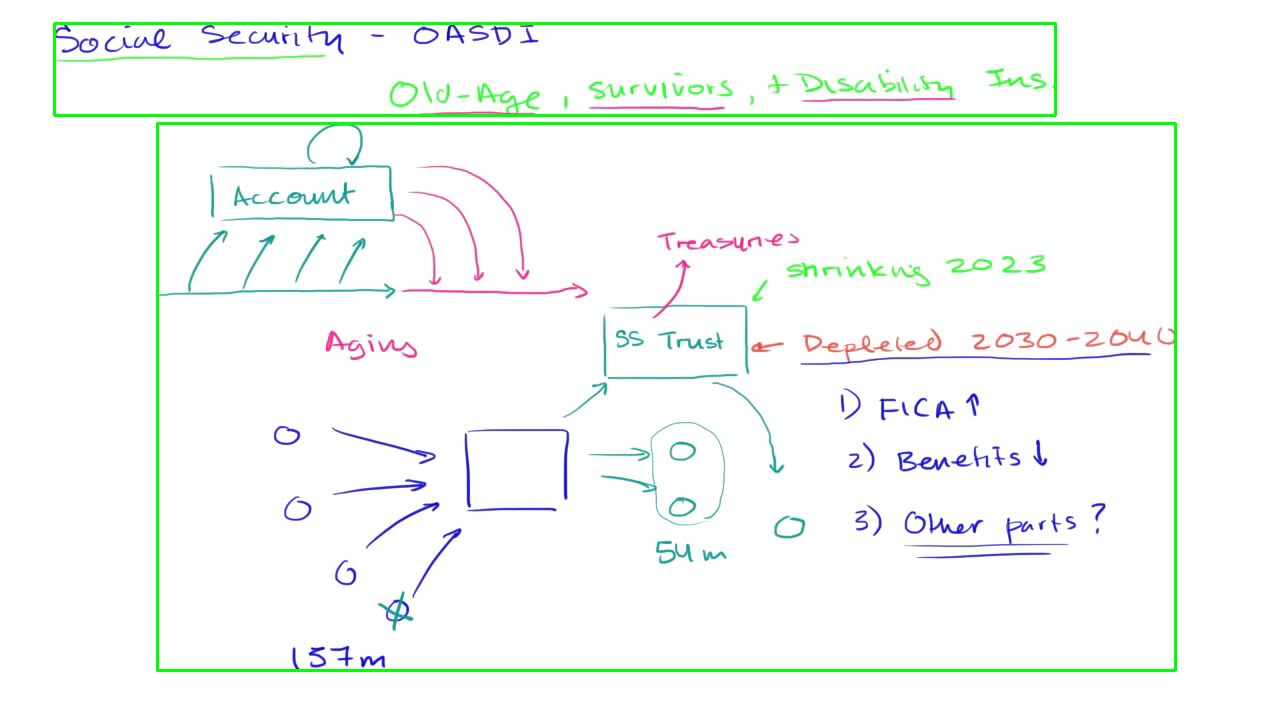 Social Security - OASDI
Old-Age, survivors, + Disability Ins.
Account
Treasuries
shrinking 2023
Aging
SS Trust
Depleted 2030-2040
1) FICA ↑
2) Benefits ↓
3) Other parts?
54m
157m